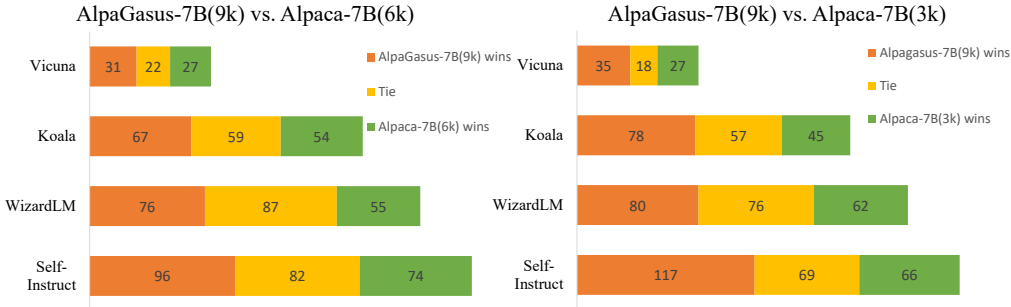 AlpaGasus-7B(9k) vs. Alpaca-7B(6k)
Vicuna
31 22 27
Koala
67 59 54
WizardLM
76 87 55
Self-
Instruct
96 82 74
AlpaGasus-7B(9k) wins
Tie
Alpaca-7B(6k) wins
AlpaGasus-7B(9k) vs. Alpaca-7B(3k)
Vicuna
35 18 27
Koala
78 57 45
WizardLM
80 76 62
Self-
Instruct
117 69 66
Alpagasus-7B(9k) wins
Tie
Alpaca-7B(3k) wins